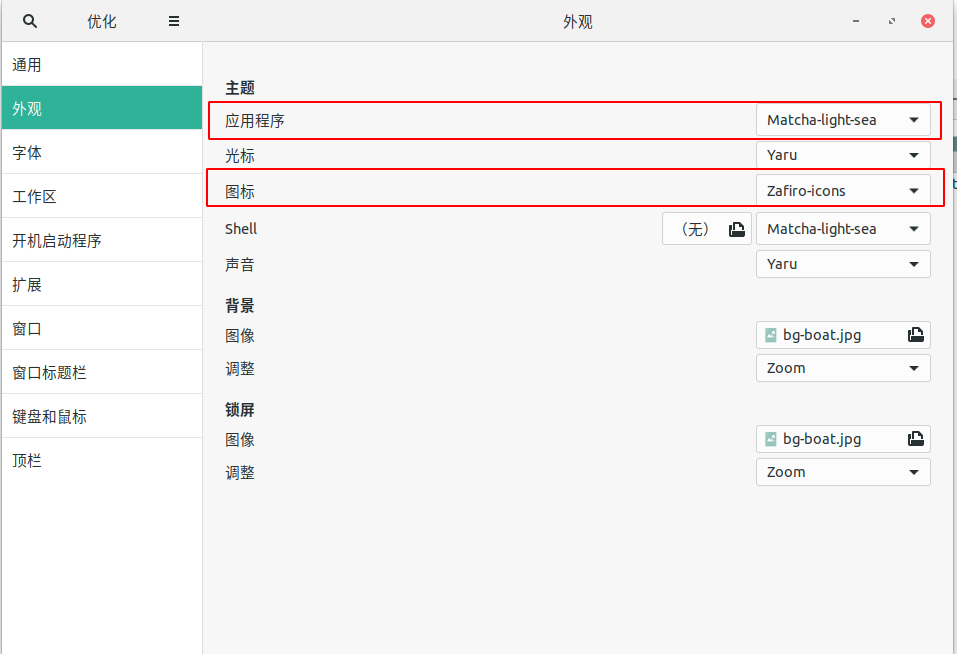 优化
外观
通用
外观
字体
工作区
开机启动程序
扩展
窗口
窗口标题栏
键盘和鼠标
顶栏
主题
应用程序 Matcha-light-sea
光标 Yaru
图标 Zafiro-icons
Shell （无） Matcha-light-sea
声音 Yaru
背景
图像 bg-boat.jpg
调整 Zoom
锁屏
图像 bg-boat.jpg
调整 Zoom